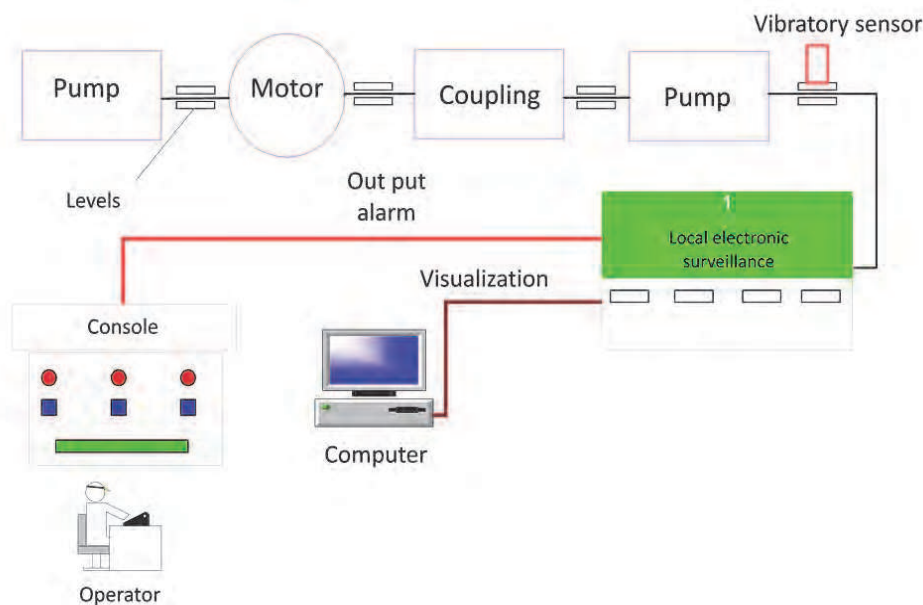 Vibratory sensor
Pump
Motor
Coupling
Pump
Levels
Out put
alarm
1
Local electronic
surveillance
Visualization
Console
Computer
Operator